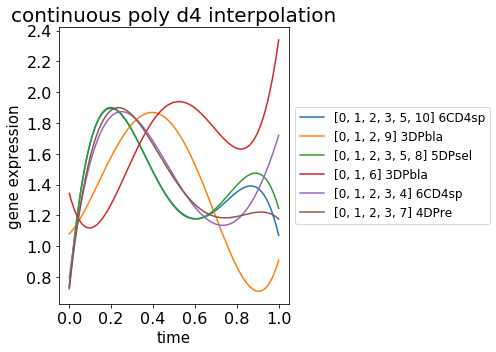 continuous poly d4 interpolation
gene expression
2.4
2.2
2.0
1.8
1.6
1.4
1.2
1.0
0.8
0.0 0.2 0.4 0.6 0.8 1.0
time
[0, 1, 2, 3, 5, 10] 6CD4sp
[0, 1, 2, 9] 3DPbla
[0, 1, 2, 3, 5, 8] 5DPsel
[0, 1, 6] 3DPbla
[0, 1, 2, 3, 4] 6CD4sp
[0, 1, 2, 3, 7] 4DPre